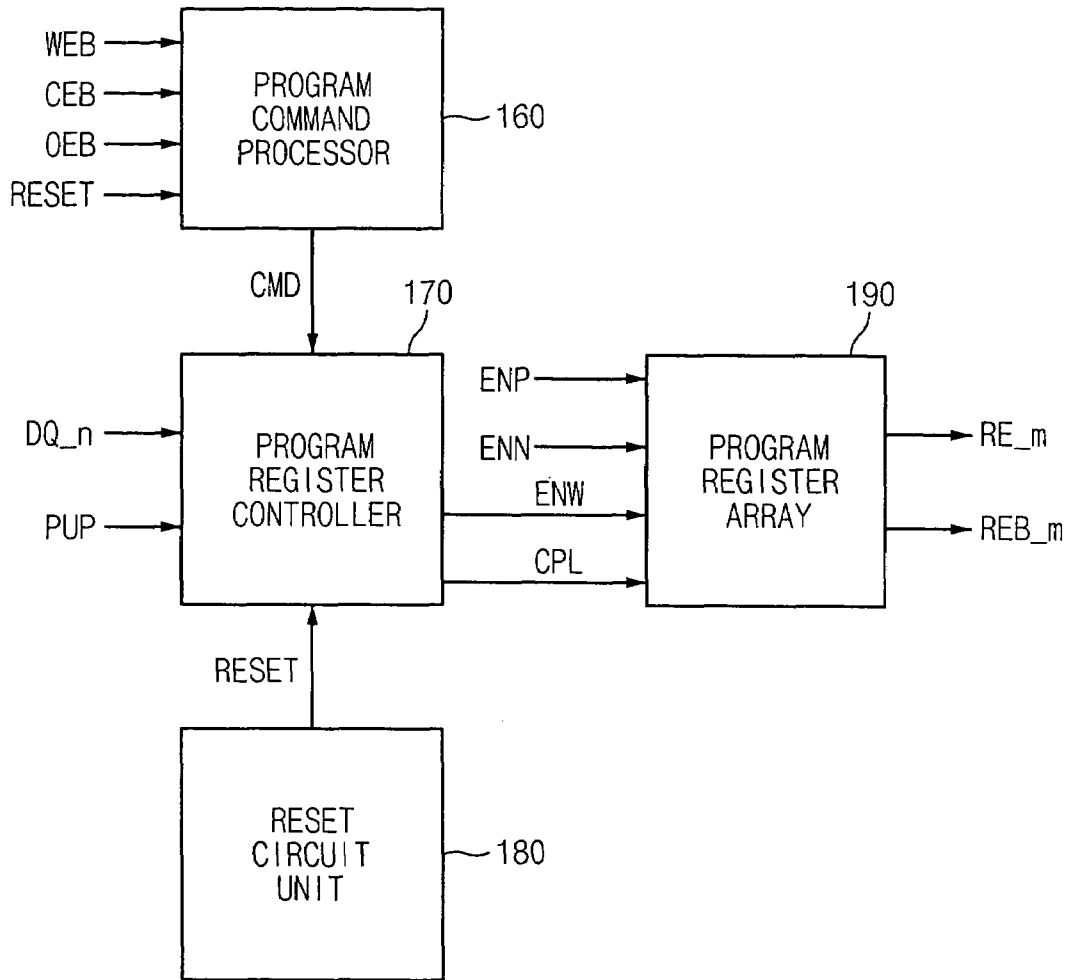 WEB
CEB
OEB
RESET
PROGRAM
COMMAND
PROCESSOR
160
CMD
170
190
DQ_n
PUP
PROGRAM
REGISTER
CONTROLLER
ENP
ENN
ENW
CPL
PROGRAM
REGISTER
ARRAY
RE_m
REB_m
RESET
RESET
CIRCUIT
UNIT
180